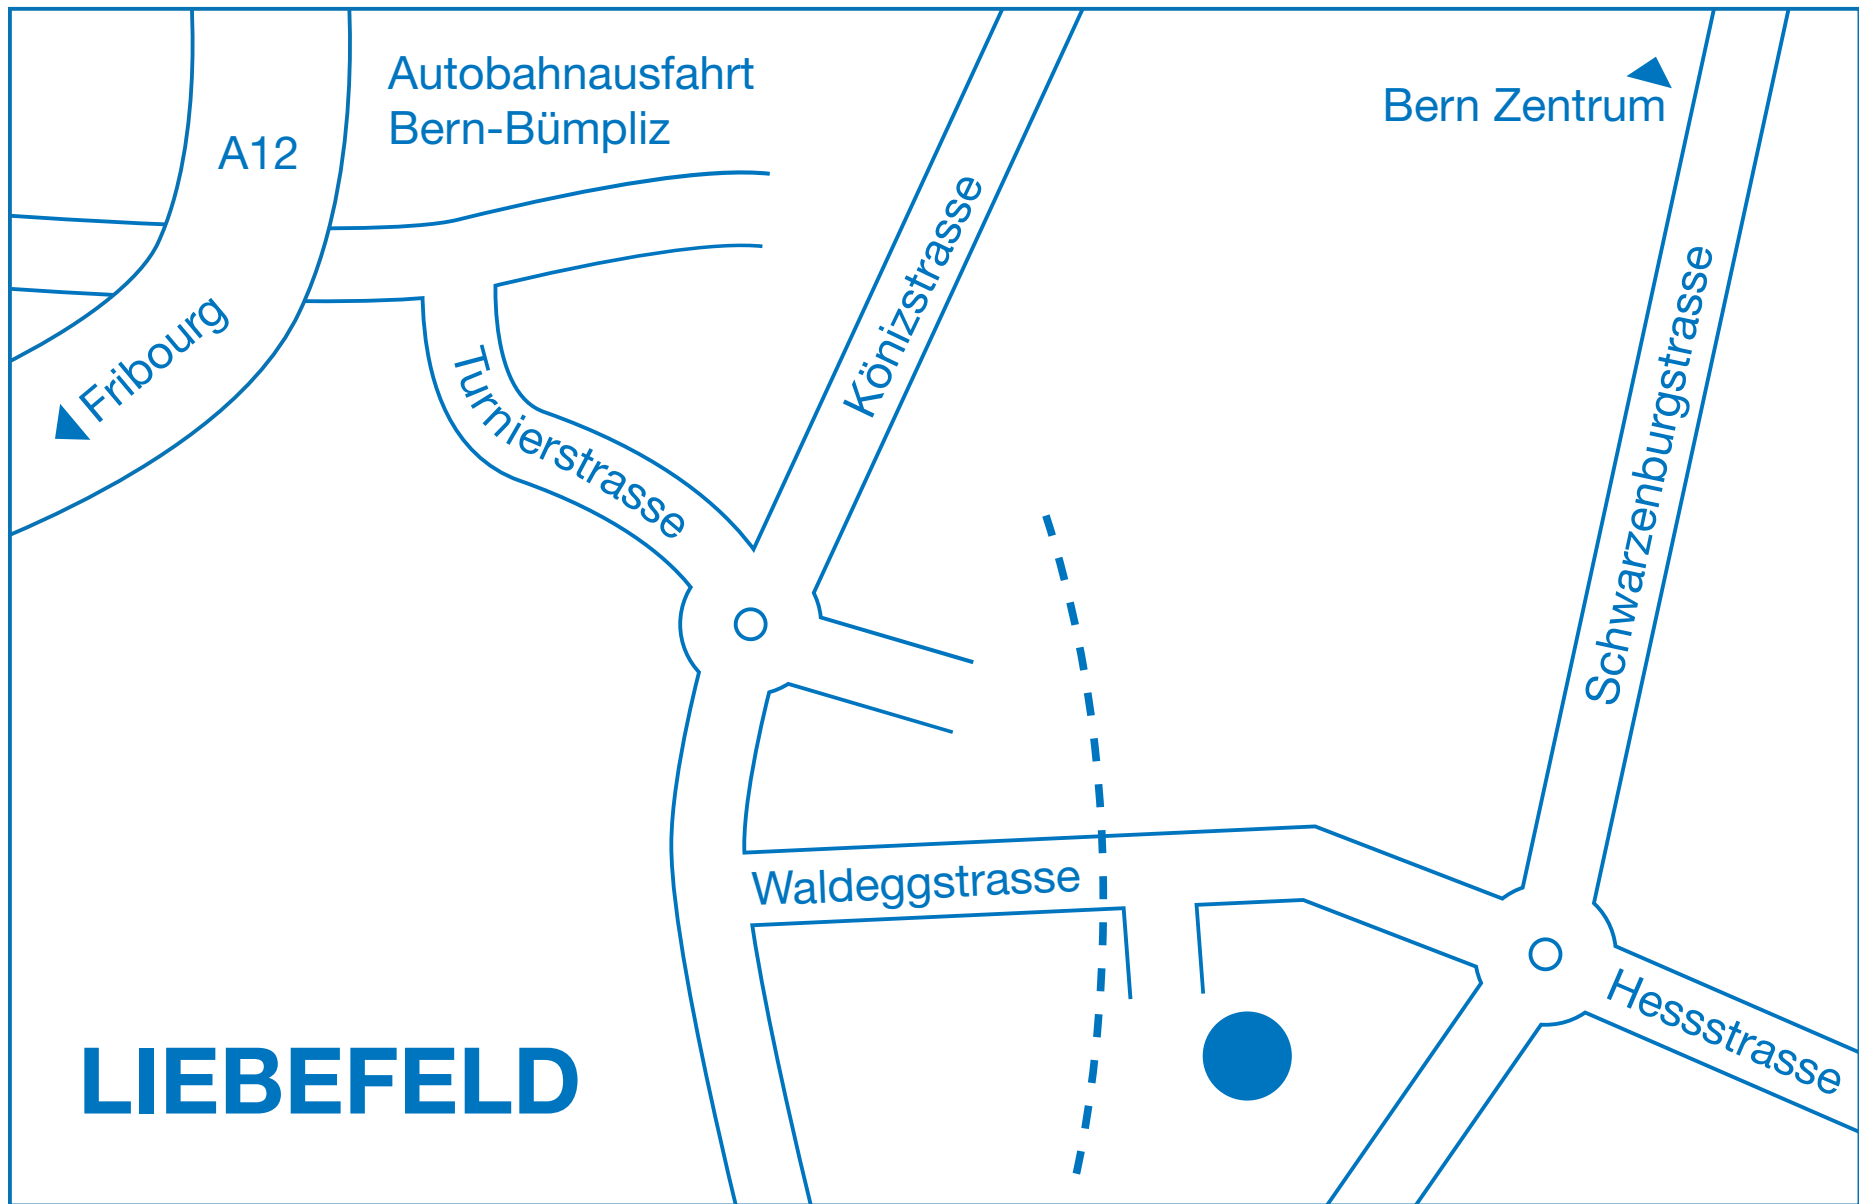 Autobahnausfahrt
Bern-Bümpliz
Bern Zentrum
A12
Fribourg
Turnierstrasse
Könizstrasse
Schwarzenburgstrasse
Waldeggstrasse
Hessstrasse
LIEBEFELD